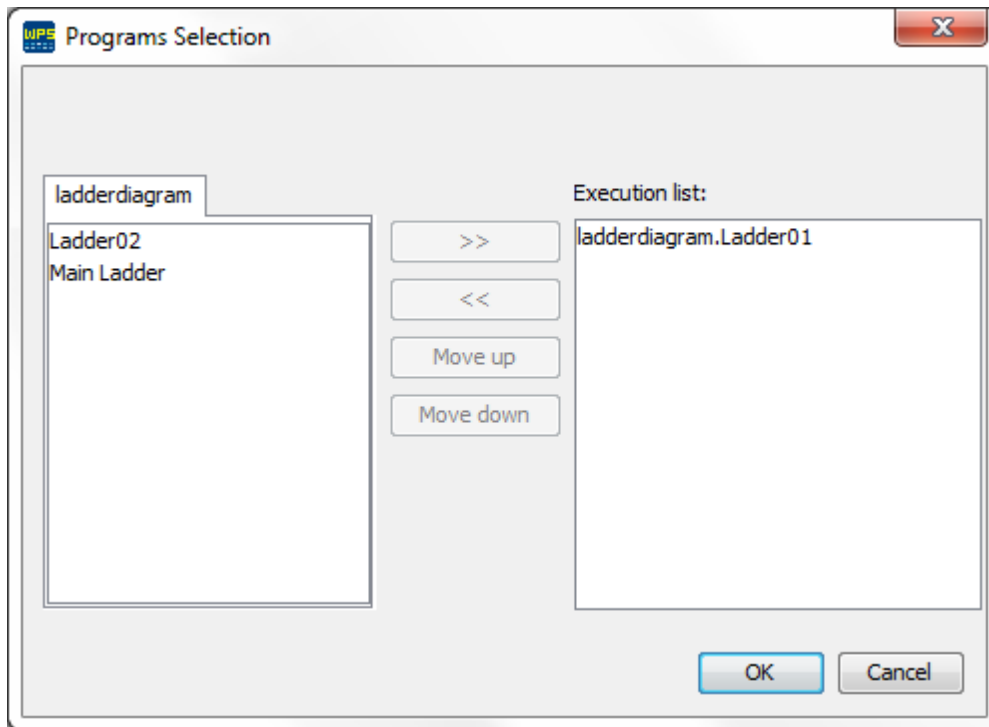 WPS Programs Selection
X
ladderdiagram
Ladder02
Main Ladder
>>
<<
Move up
Move down
Execution list:
ladderdiagram.Ladder01
OK
Cancel